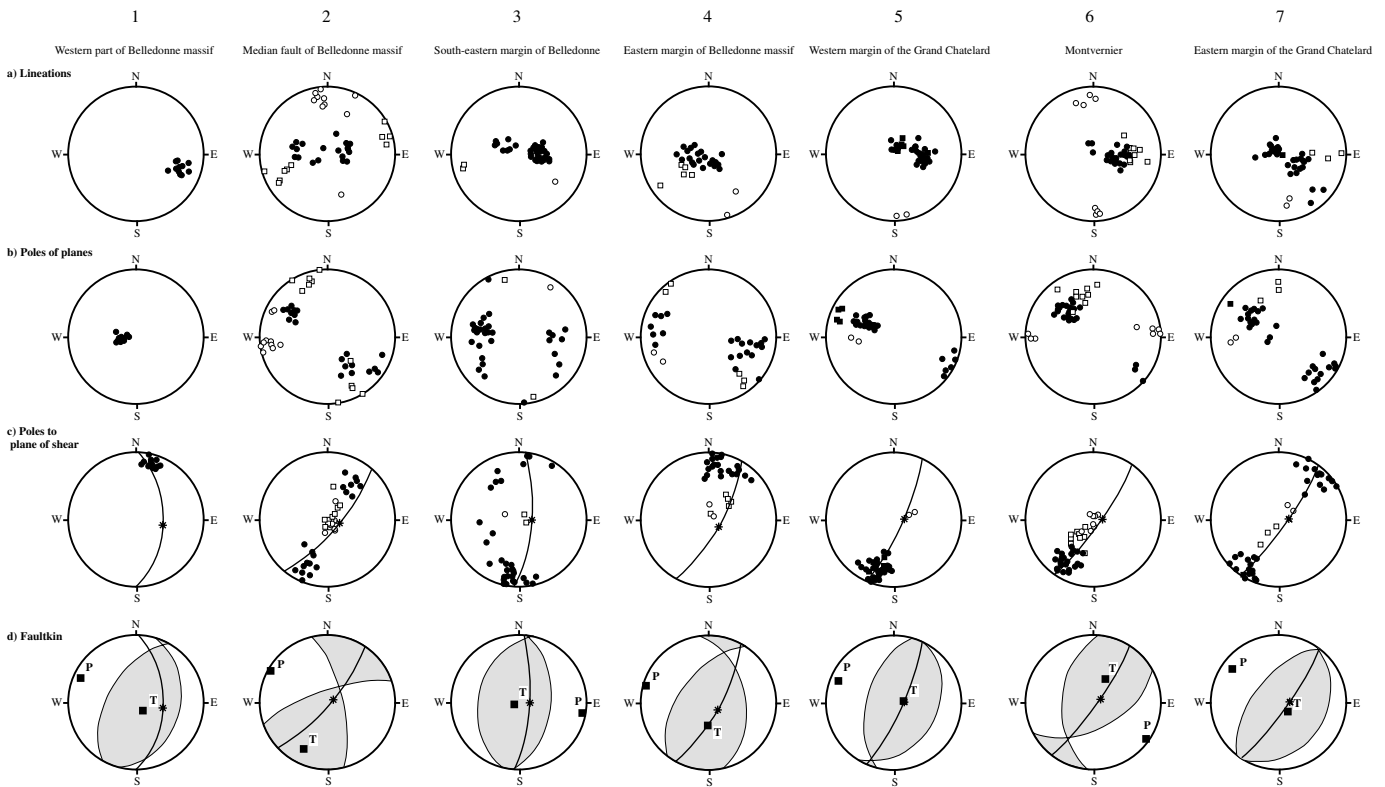 1 2 3 4 5 6 7
Western part of Belledonne massif Median fault of Belledonne massif South-eastern margin of Belledonne Eastern margin of Belledonne massif Western margin of the Grand Chatelard Montvernier Eastern margin of the Grand Chatelard
a) Lineations
N N N N N N N
W E W E W E W E W E W E W E
S S S S S S S
b) Poles of planes
N N N N N N N
W E W E W E W E W E W E W E
S S S S S S S
c) Poles to
plane of shear
N N N N N N N
W E W E W E W E W E W E W E
S S S S S S S
d) Faultkin
N N N N N N N
P P P P P P
T T T T T T T
W E W E W E W E W E W E W E
P
S S S S S S S